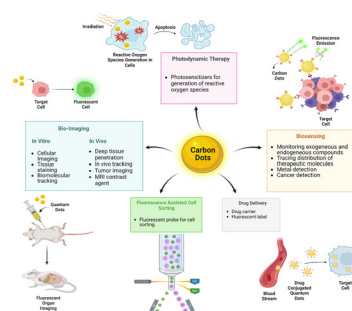 Irradiation
Apoptosis
Reactive Oxygen
Species Generation in
Cells
Fluorescence
Emission
Carbon
Dots
Target
Cell
Photodynamic Therapy
• Photosensitizers for
generation of reactive
oxygen species
Target
Cell
Fluorescent
Cell
Bio-Imaging
In Vitro
• Cellular
Imaging
• Tissue
staining
• Biomolecular
tracking
In Vivo
• Deep tissue
penetration
• In vivo tracking
• Tumor imaging
• MRI contrast
agent
Carbon
Dots
Biosensing
• Monitoring exogeneous and
endogeneous compounds
• Tracing distribution of
therapeutic molecules
• Metal detection
• Cancer detection
Fluorescence Assisted Cell
Sorting
• Fluorescent probe for cell
sorting
Drug Delivery
• Drug carrier
• Fluorescent label
Quantum
Dots
Fluorescent
Organ
Imaging
Blood
Stream
Drug
Conjugated
Quantum
Dots
Target
Cell